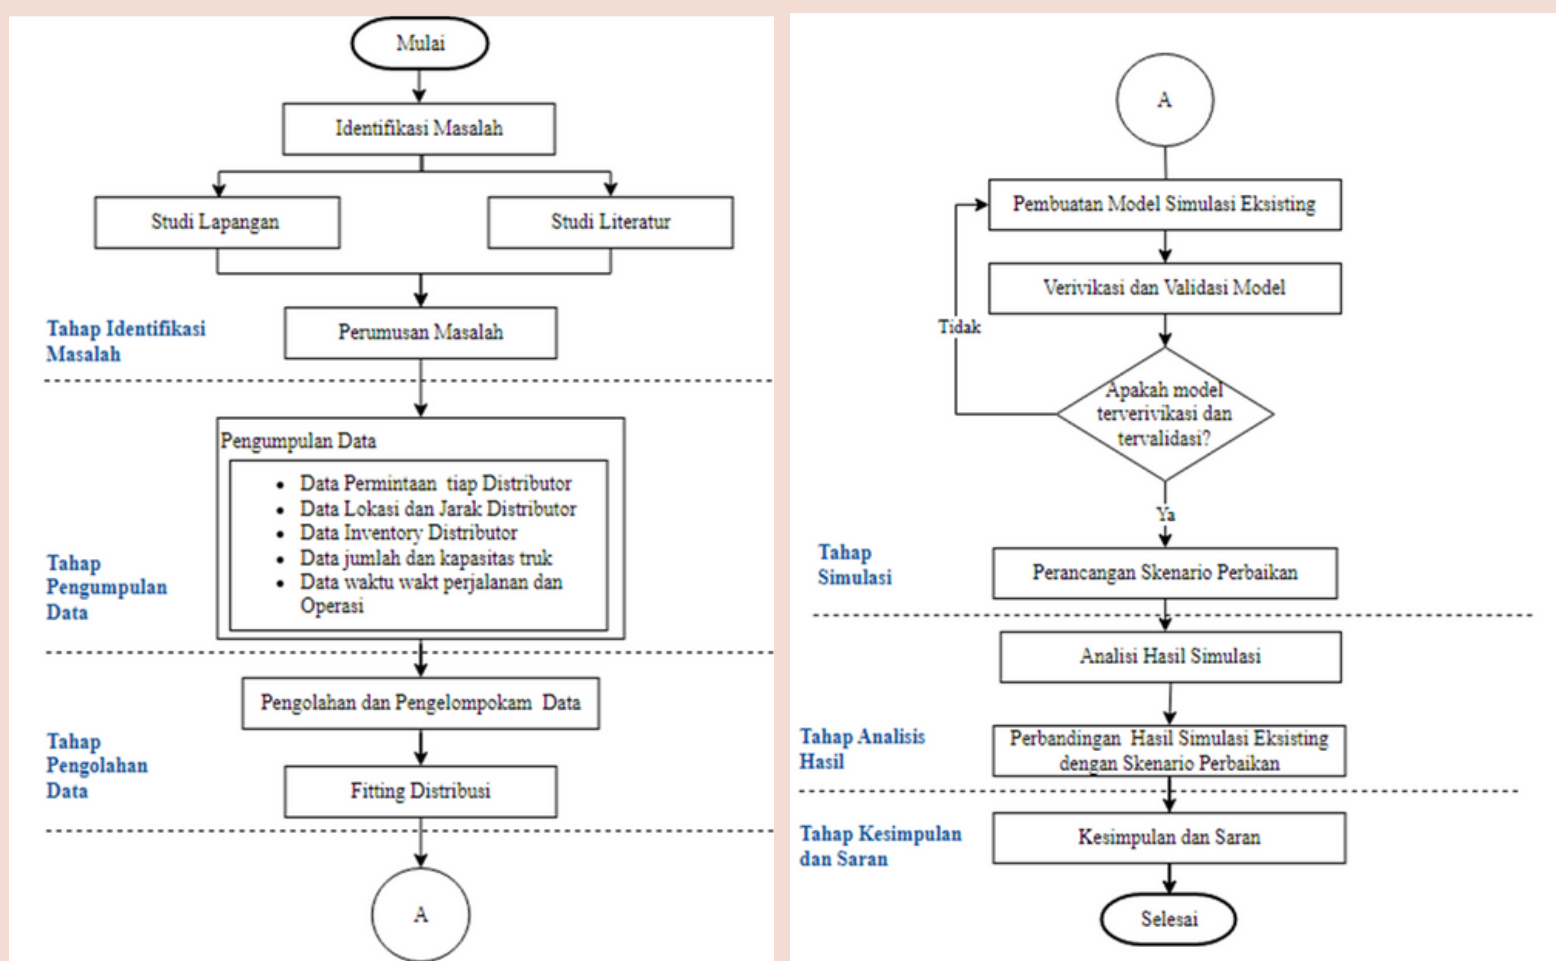 Mulai
Identifikasi Masalah
Studi Lapangan
Studi Literatur
Perumusan Masalah
Tahap Identifikasi
Masalah
Pengumpulan Data
• Data Permintaan tiap Distributor
• Data Lokasi dan Jarak Distributor
• Data Inventory Distributor
• Data jumlah dan kapasitas truk
• Data waktu wakt perjalanan dan
Operasi
Tahap
Pengumpulan
Data
Pengolahan dan Pengelompokam Data
Fitting Distribusi
Tahap
Pengolahan
Data
A
A
Pembuatan Model Simulasi Eksisting
Verivikasi dan Validasi Model
Tidak
Apakah model
terverivikasi dan
tervalidasi?
Ya
Perancangan Skenario Perbaikan
Tahap
Simulasi
Analisi Hasil Simulasi
Perbandingan Hasil Simulasi Eksisting
dengan Skenario Perbaikan
Tahap Analisis
Hasil
Kesimpulan dan Saran
Tahap Kesimpulan
dan Saran
Selesai